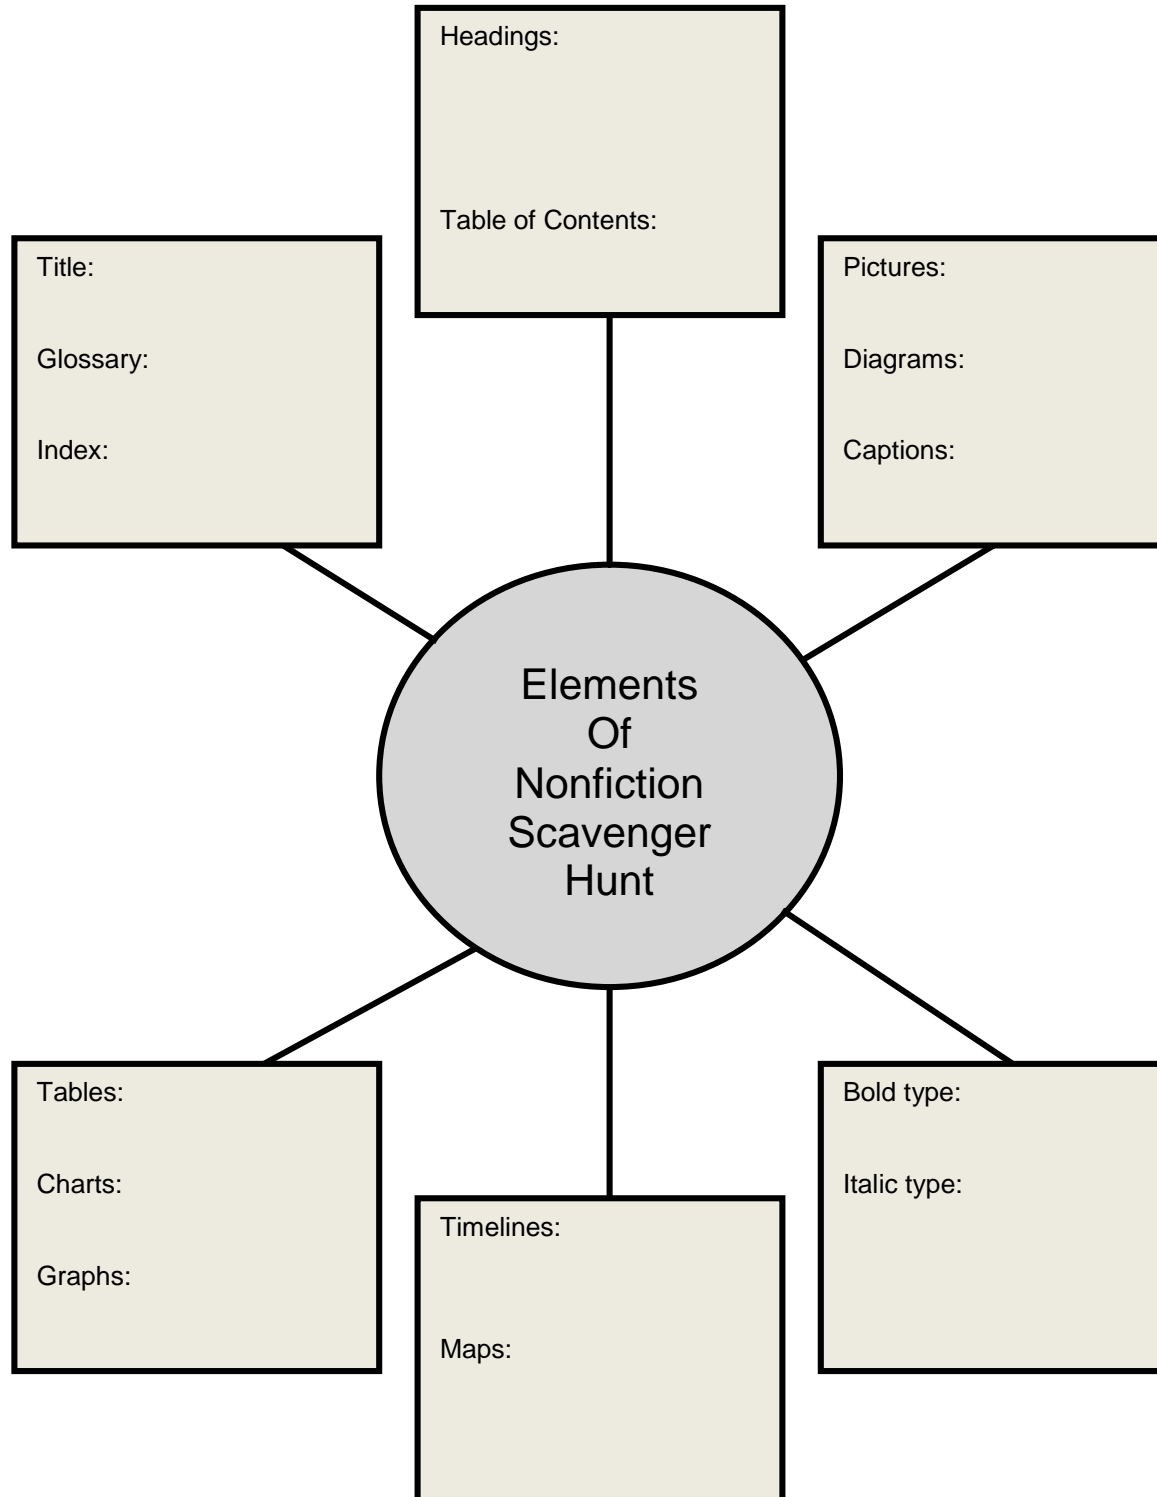 Headings:
Table of Contents:
Title:
Glossary:
Index:
Pictures:
Diagrams:
Captions:
Elements
Of
Nonfiction
Scavenger
Hunt
Tables:
Charts:
Graphs:
Timelines:
Maps:
Bold type:
Italic type: